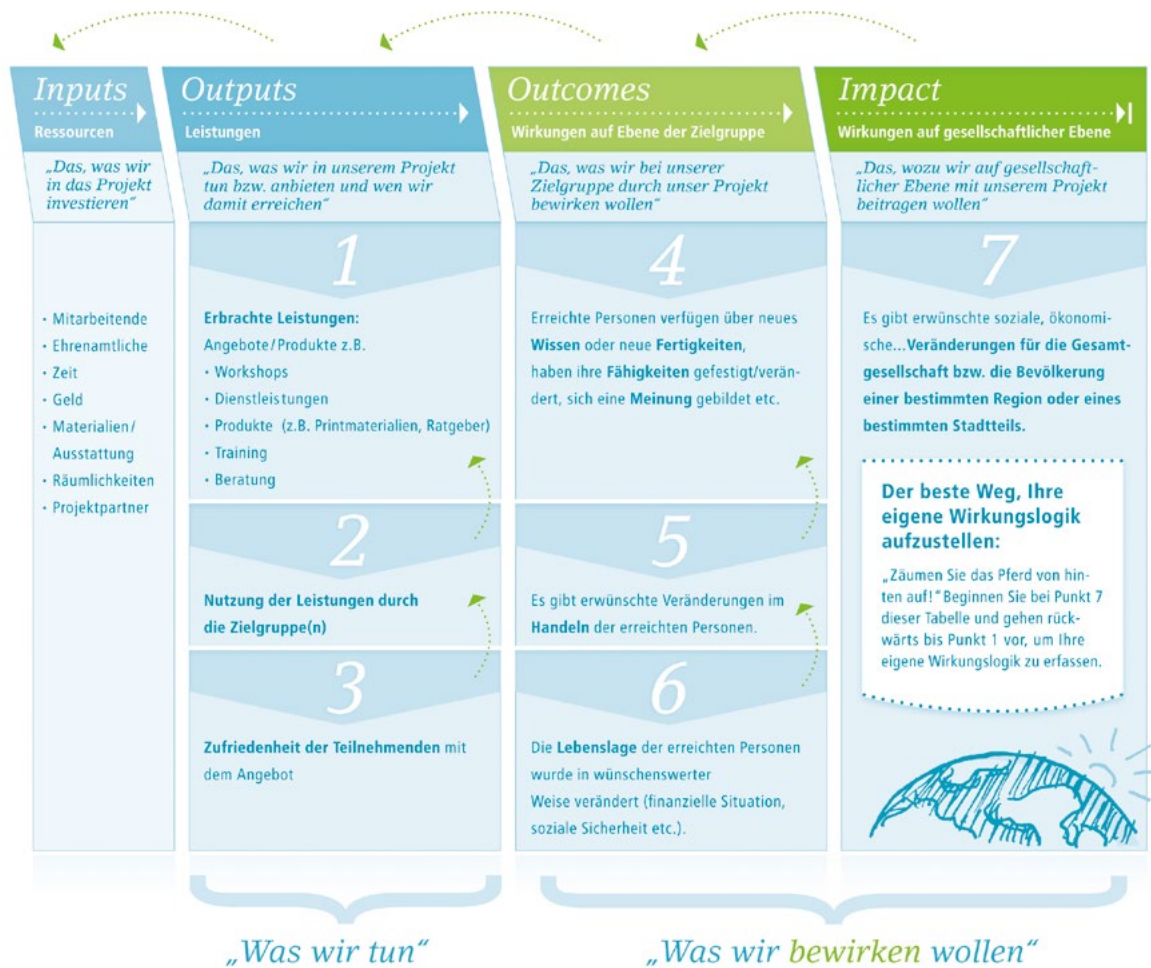 Inputs
Ressourcen
„Das, was wir
in das Projekt
investieren“
· Mitarbeitende
· Ehrenamtliche
· Zeit
· Geld
· Materialien/
Ausstattung
· Räumlichkeiten
· Projektpartner
Outputs
Leistungen
„Das, was wir in unserem Projekt
tun bzw. anbieten und wen wir
damit erreichen“
1
Erbrachte Leistungen:
Angebote/Produkte z.B.
· Workshops
· Dienstleistungen
· Produkte (z.B. Printmaterialien, Ratgeber)
· Training
· Beratung
2
Nutzung der Leistungen durch
die Zielgruppe(n)
3
Zufriedenheit der Teilnehmenden mit
dem Angebot
Outcomes
Wirkungen auf Ebene der Zielgruppe
„Das, was wir bei unserer
Zielgruppe durch unser Projekt
bewirken wollen“
4
Erreichte Personen verfügen über neues
Wissen oder neue Fertigkeiten,
haben ihre Fähigkeiten gefestigt/verän-
dert, sich eine Meinung gebildet etc.
5
Es gibt erwünschte Veränderungen im
Handeln der erreichten Personen.
6
Die Lebenslage der erreichten Personen
wurde in wünschenswerter
Weise verändert (finanzielle Situation,
soziale Sicherheit etc.).
Impact
Wirkungen auf gesellschaftlicher Ebene
„Das, wozu wir auf gesellschaft-
licher Ebene mit unserem Projekt
beitragen wollen“
7
Es gibt erwünschte soziale, ökonomi-
sche...Veränderungen für die Gesamt-
gesellschaft bzw. die Bevölkerung
einer bestimmten Region oder eines
bestimmten Stadtteils.
Der beste Weg, Ihre
eigene Wirkungslogik
aufzustellen:
„Zäumen Sie das Pferd von hin-
ten auf!“ Beginnen Sie bei Punkt 7
dieser Tabelle und gehen rück-
wärts bis Punkt 1 vor, um Ihre
eigene Wirkungslogik zu erfassen.
„Was wir tun“
„Was wir bewirken wollen“